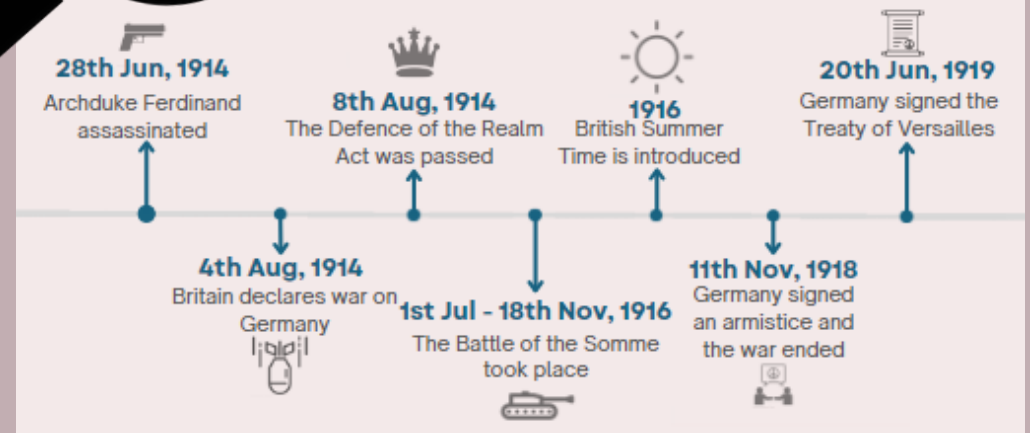 28th Jun, 1914
Archduke Ferdinand
assassinated
4th Aug, 1914
Britain declares war on
Germany
8th Aug, 1914
The Defence of the Realm
Act was passed
1st Jul - 18th Nov, 1916
The Battle of the Somme
took place
1916
British Summer
Time is introduced
11th Nov, 1918
Germany signed
an armistice and
the war ended
20th Jun, 1919
Germany signed the
Treaty of Versailles